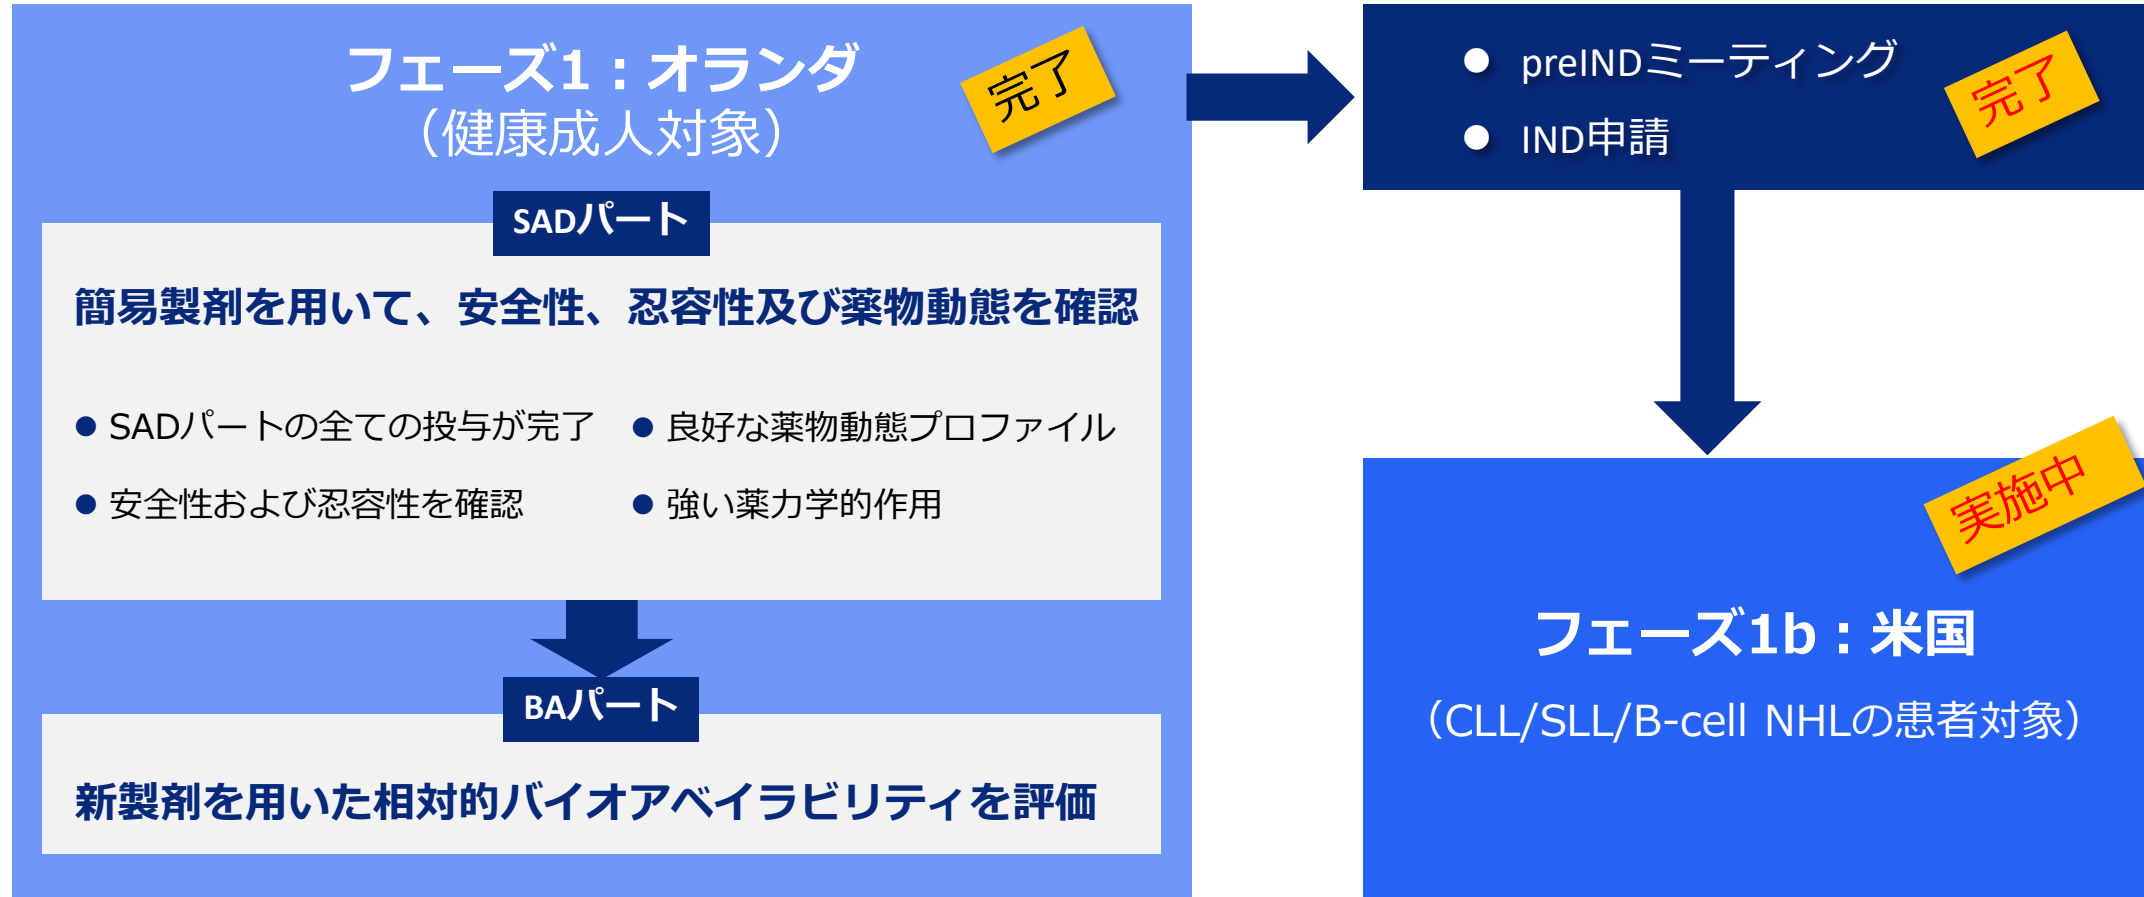 フェーズ1：オランダ
（健康成人対象）
完了
SADパート
簡易製剤を用いて、安全性、忍容性及び薬物動態を確認
● SADパートの全ての投与が完了
● 安全性および忍容性を確認
● 良好な薬物動態プロファイル
● 強い薬力学的作用
BAパート
新製剤を用いた相対的バイオアベイラビリティを評価
● preINDミーティング
● IND申請
完了
実施中
フェーズ1b：米国
（CLL/SLL/B-cell NHLの患者対象）